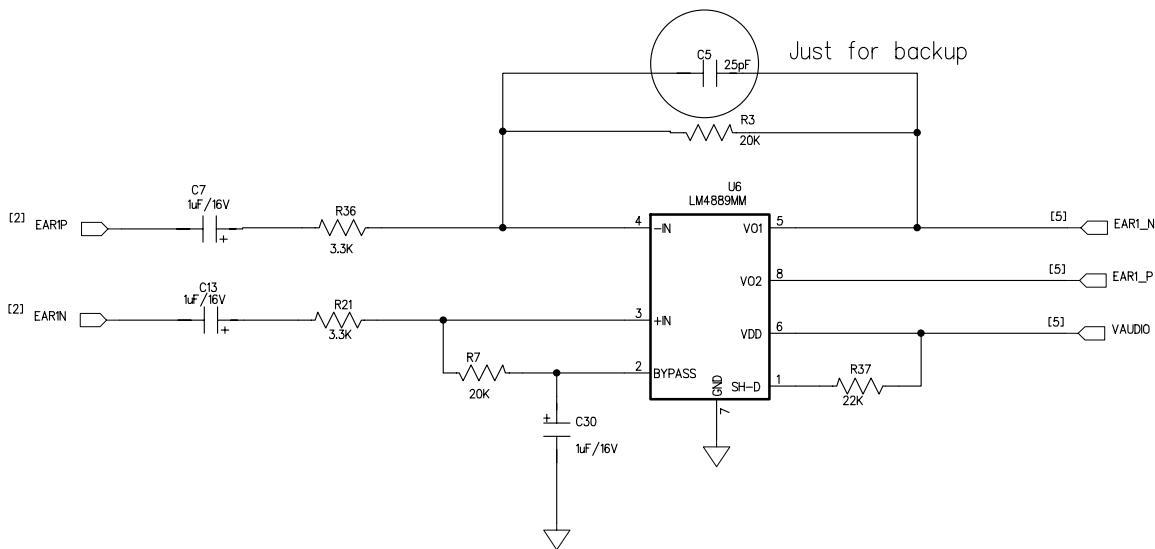 Just for backup
C5
25pF
R3
20K
U6
LM4889MM
C7
1uF/16V
R36
[2] EAR1P
+
3.3K
4 -IN
VO1 5
[5] EAR1_N
VO2 8
[5] EAR1_P
C13
1uF/16V
R21
[2] EAR1N
+
3.3K
3 +IN
VDD 6
[5] VAUDIO
R7
20K
2 BYPASS
GND
7
SH-D 1
R37
22K
+
C30
1uF/16V